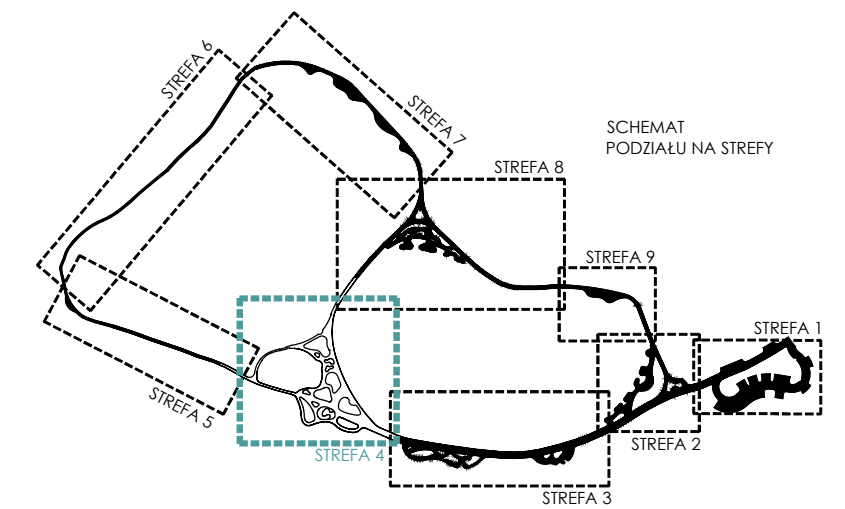 STREFA 6
STREFA 7
SCHEMAT
PODZIAŁU NA STREFY
STREFA 8
STREFA 9
STREFA 1
STREFA 5
STREFA 4
STREFA 2
STREFA 3